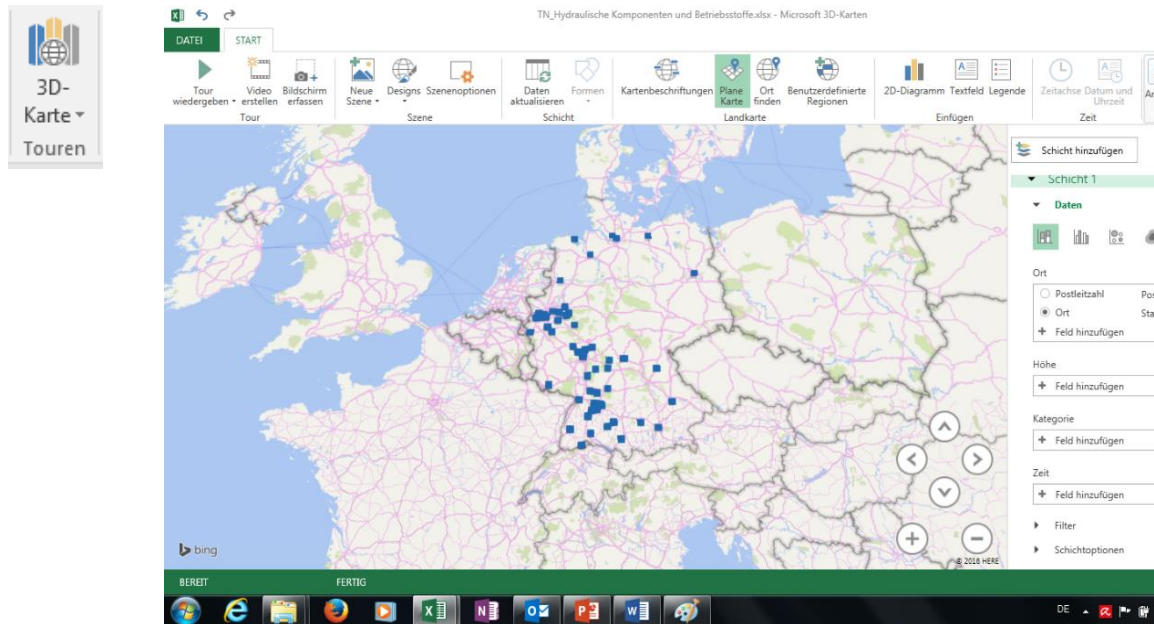 3D-
Karte
Touren
TN_Hydraulische Komponenten und Betriebsstoffe.xlsx - Microsoft 3D-Karten
DATEI START
Tour wiedergeben
Video erstellen
Bildschirm erfassen
Neue Szene
Designs
Szenenoptionen
Daten aktualisieren
Formen
Kartenbeschriftungen
Plane Karte
Ort finden
Benutzerdefinierte Regionen
2D-Diagramm
Textfeld
Legende
Zeitachse
Datum und Uhrzeit
Tour
Szene
Schicht
Landkarte
Einfügen
Zeit
Schicht hinzufügen
Schicht 1
Daten
Ort
Postleitzahl
Ort
Feld hinzufügen
Höhe
Feld hinzufügen
Kategorie
Feld hinzufügen
Zeit
Feld hinzufügen
Filter
Schichtoptionen
bing
© 2016 HERE
BEREIT FERTIG
DE